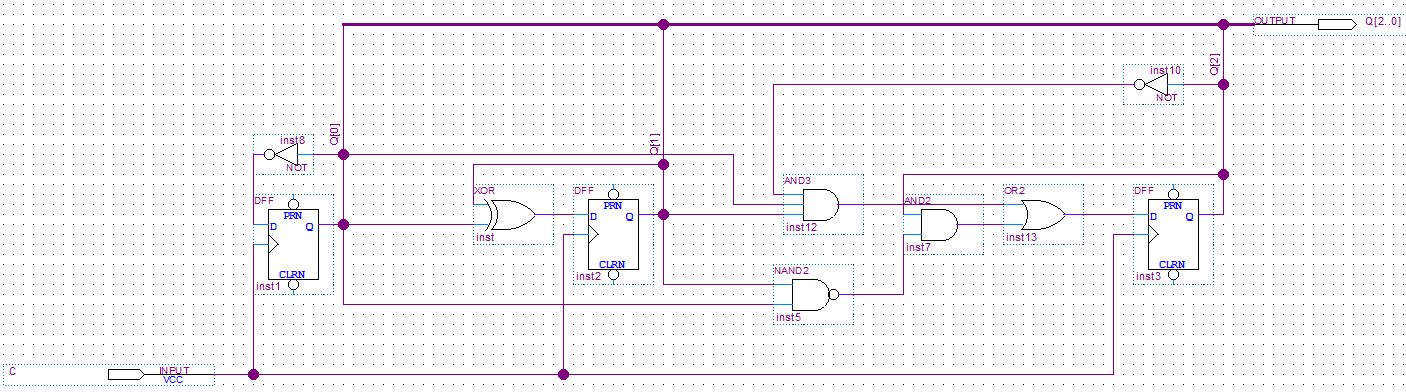 OUTPUT
Q[2..0]
inst10
NOT
Q[2]
inst8
NOT
Q[0]
Q[1]
DFF
PRN
D
Q
CLRN
inst1
XOR
inst
DFF
PRN
D
Q
CLRN
inst2
AND3
inst12
AND2
inst7
OR2
inst13
DFF
PRN
D
Q
CLRN
inst3
NAND2
inst5
C
INPUT
VCC